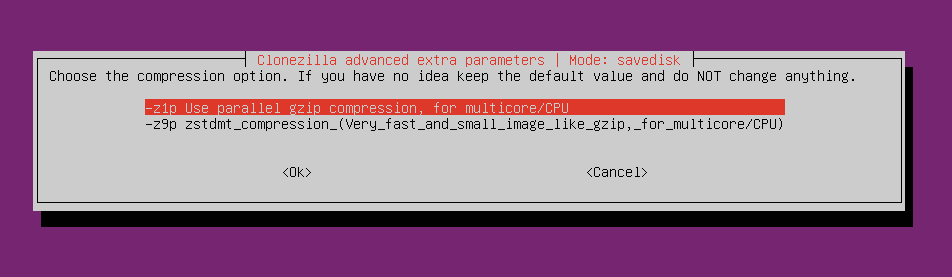 Clonezilla advanced extra parameters | Mode: savedisk
Choose the compression option. If you have no idea keep the default value and do NOT change anything.
-z1p Use parallel gzip compression, for multicore/CPU
-z9p zstdmt_compression_(Very_fast_and_small_image_like_gzip,_for_multicore/CPU)
<Ok> <Cancel>